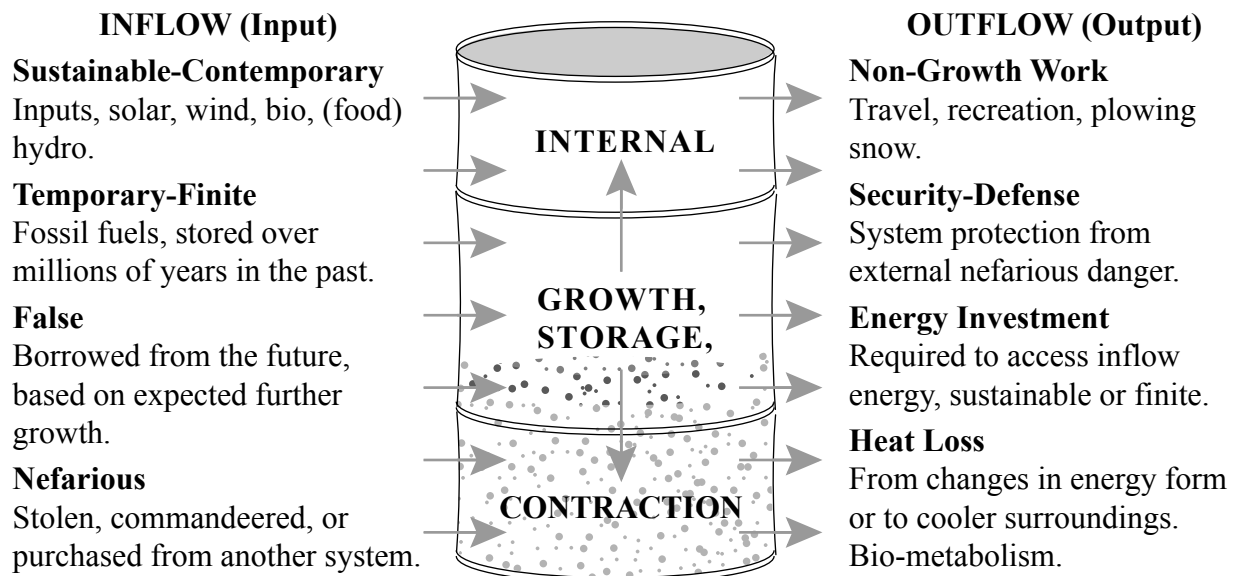 INFLOW (Input)
Sustainable-Contemporary
Inputs, solar, wind, bio, (food)
hydro.
Temporary-Finite
Fossil fuels, stored over
millions of years in the past.
False
Borrowed from the future,
based on expected further
growth.
Nefarious
Stolen, commandeered, or
purchased from another system.
INTERNAL
GROWTH,
STORAGE,
CONTRACTION
OUTFLOW (Output)
Non-Growth Work
Travel, recreation, plowing
snow.
Security-Defense
System protection from
external nefarious danger.
Energy Investment
Required to access inflow
energy, sustainable or finite.
Heat Loss
From changes in energy form
or to cooler surroundings.
Bio-metabolism.